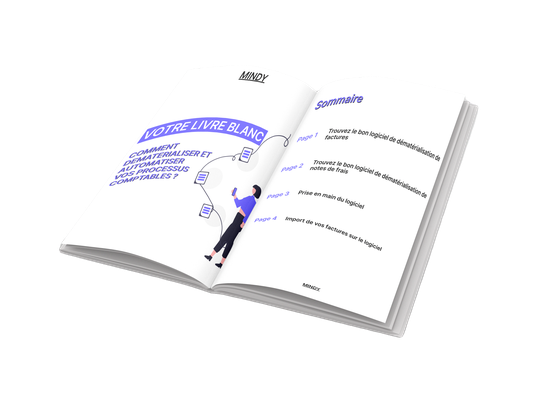 MINDY
VOTRE LIVRE BLANC
COMMENT
DÉMATÉRIALISER ET
AUTOMATISER
VOS PROCESSUS
COMPTABLES ?
Sommaire
Page 1 Trouvez le bon logiciel de dématérialisation de
factures
Page 2 Trouvez le bon logiciel de dématérialisation de
notes de frais
Page 3 Prise en main du logiciel
Page 4 Import de vos factures sur le logiciel
MINDY